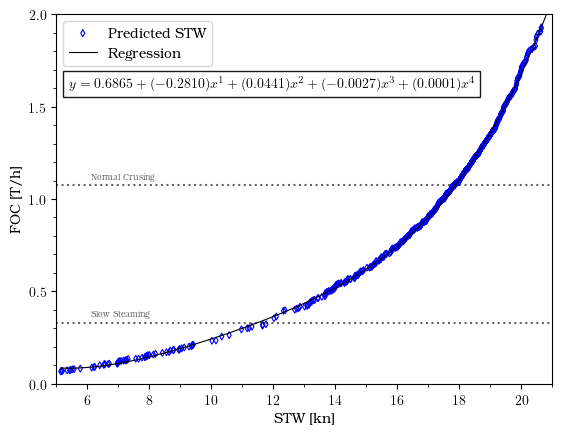 2.0
Predicted STW
Regression
y = 0.6865 + (−0.2810)x¹ + (0.0441)x² + (−0.0027)x³ + (0.0001)x⁴
1.5
FOC [T/h]
Normal Crusing
1.0
0.5
Slow Steaming
0.0
6 8 10 12 14 16 18 20
STW [kn]